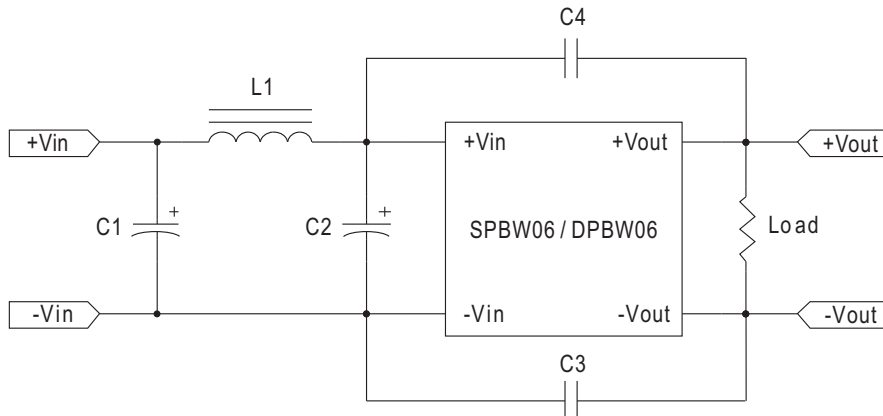 C4
L1
+Vin
+Vin
+Vout
+Vout
C1
+
C2
+
SPBW06 / DPBW06
Load
-Vin
-Vin
-Vout
-Vout
C3